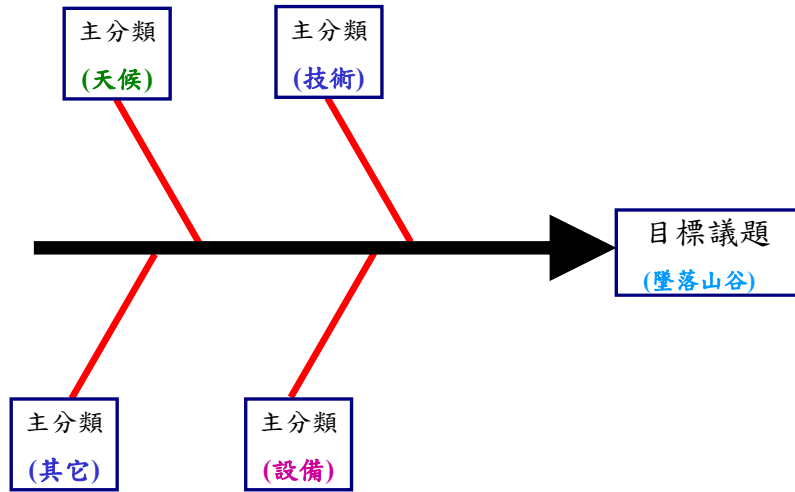 主分類
(天候)
主分類
(技術)
目標議題
(墜落山谷)
主分類
(其它)
主分類
(設備)